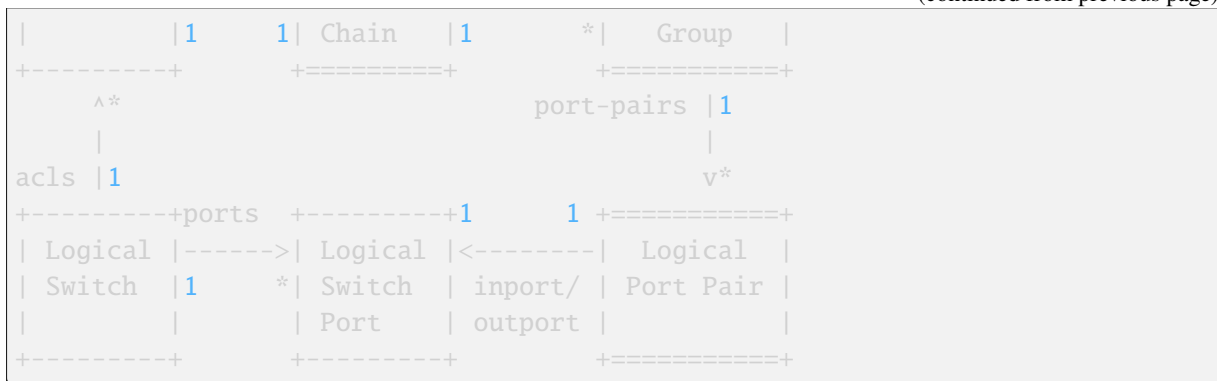 (continued from previous page)
|         |1      1| Chain   |1        *|   Group   |
+---------+        +=========+          +===========+
     ^*                           port-pairs |1
     |                                       |
acls |1                                      v*
+---------+ports   +---------+1       1 +===========+
| Logical |------>| Logical |<--------|  Logical  |
| Switch  |1     *| Switch  | inport/ | Port Pair |
|         |       | Port    | outport |           |
+---------+       +---------+         +===========+